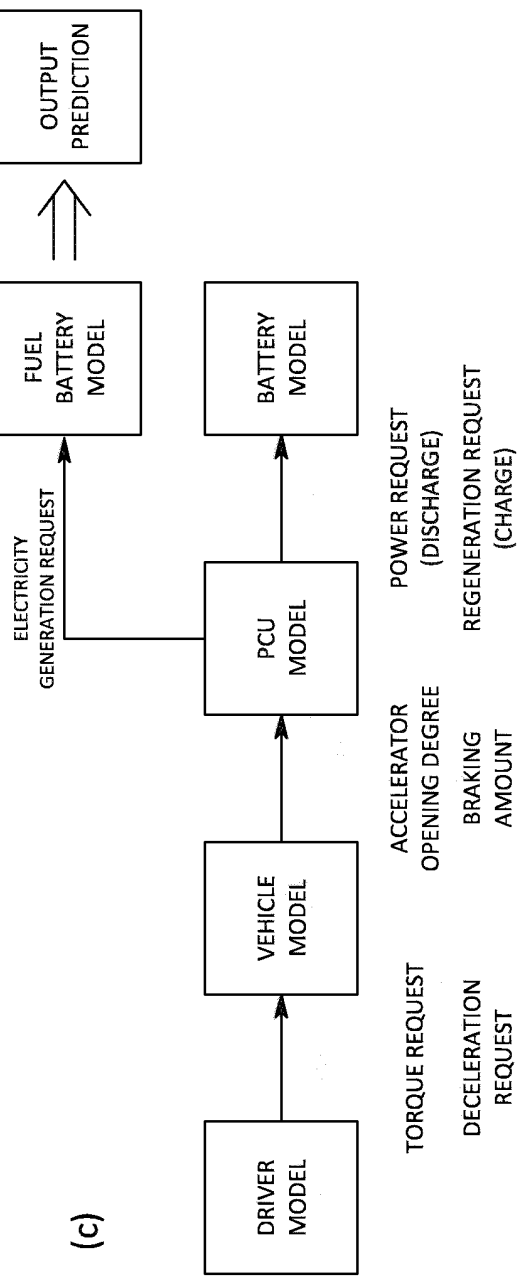 (c)
DRIVER
MODEL
TORQUE REQUEST
DECELERATION
REQUEST
VEHICLE
MODEL
ACCELERATOR
OPENING DEGREE
BRAKING
AMOUNT
PCU
MODEL
ELECTRICITY
GENERATION REQUEST
POWER REQUEST
(DISCHARGE)
REGENERATION REQUEST
(CHARGE)
FUEL
BATTERY
MODEL
BATTERY
MODEL
OUTPUT
PREDICTION